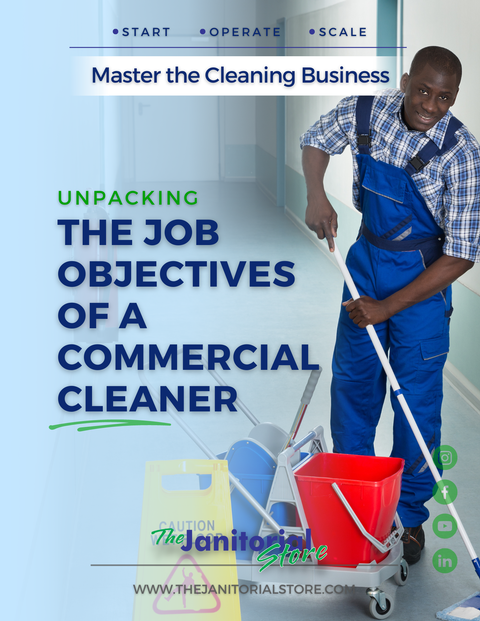 START OPERATE SCALE
Master the Cleaning Business
UNPACKING
THE JOB
OBJECTIVES
OF A
COMMERCIAL
CLEANER
CAUTION
The Janitorial
Store
WWW.THEJANITORIALSTORE.COM